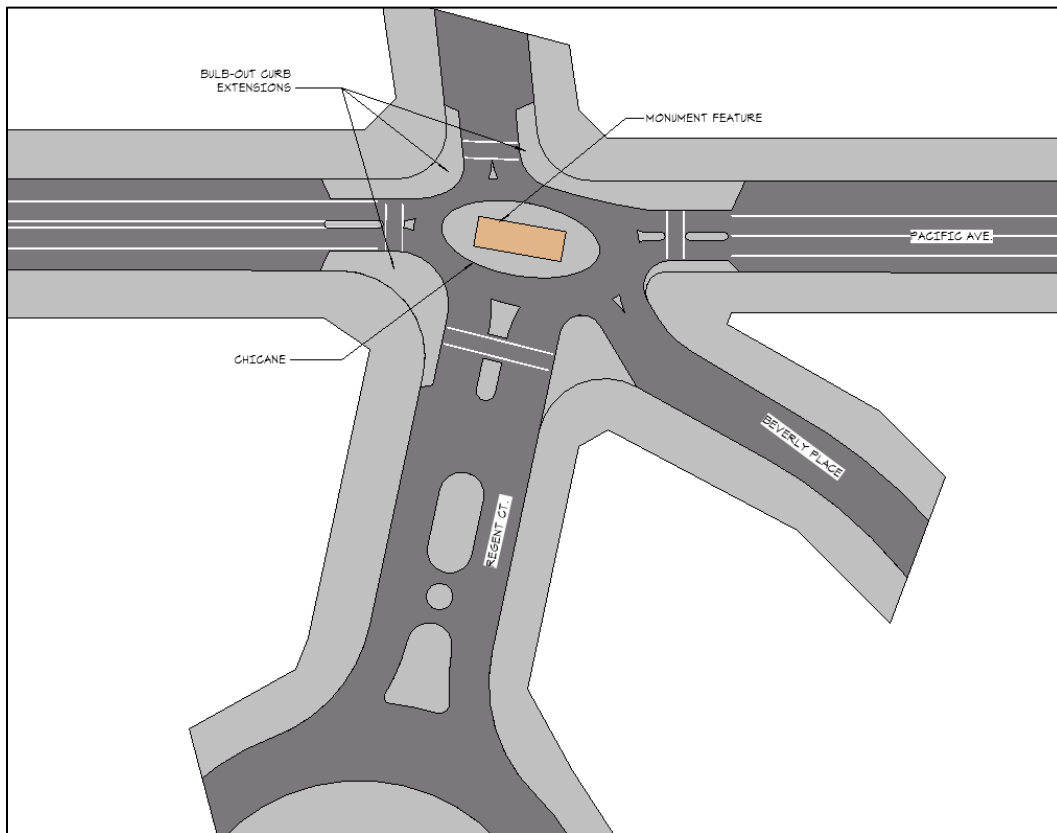 BULB-OUT CURB
EXTENSIONS
MONUMENT FEATURE
PACIFIC AVE.
CHICANE
BEVERLY PLACE
REGENT CT.